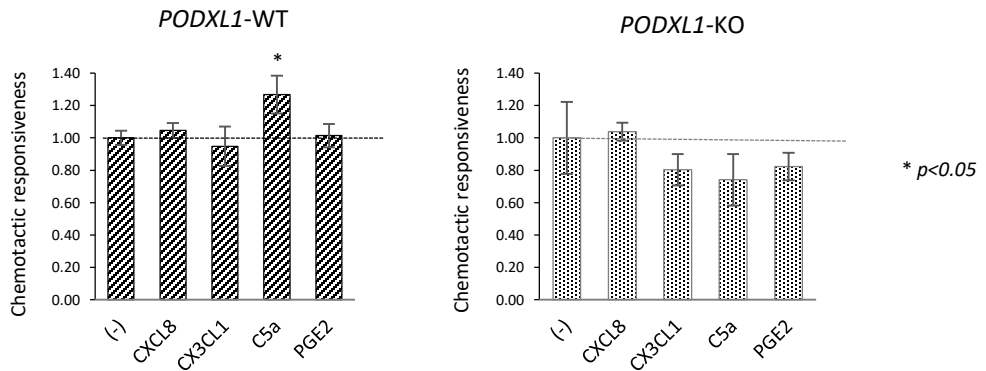 PODXL1-WT
*
Chemotactic responsiveness
1.40
1.20
1.00
0.80
0.60
0.40
0.20
0.00
(-)
CXCL8
CX3CL1
C5a
PGE2
PODXL1-KO
Chemotactic responsiveness
1.40
1.20
1.00
0.80
0.60
0.40
0.20
0.00
(-)
CXCL8
CX3CL1
C5a
PGE2
* p<0.05